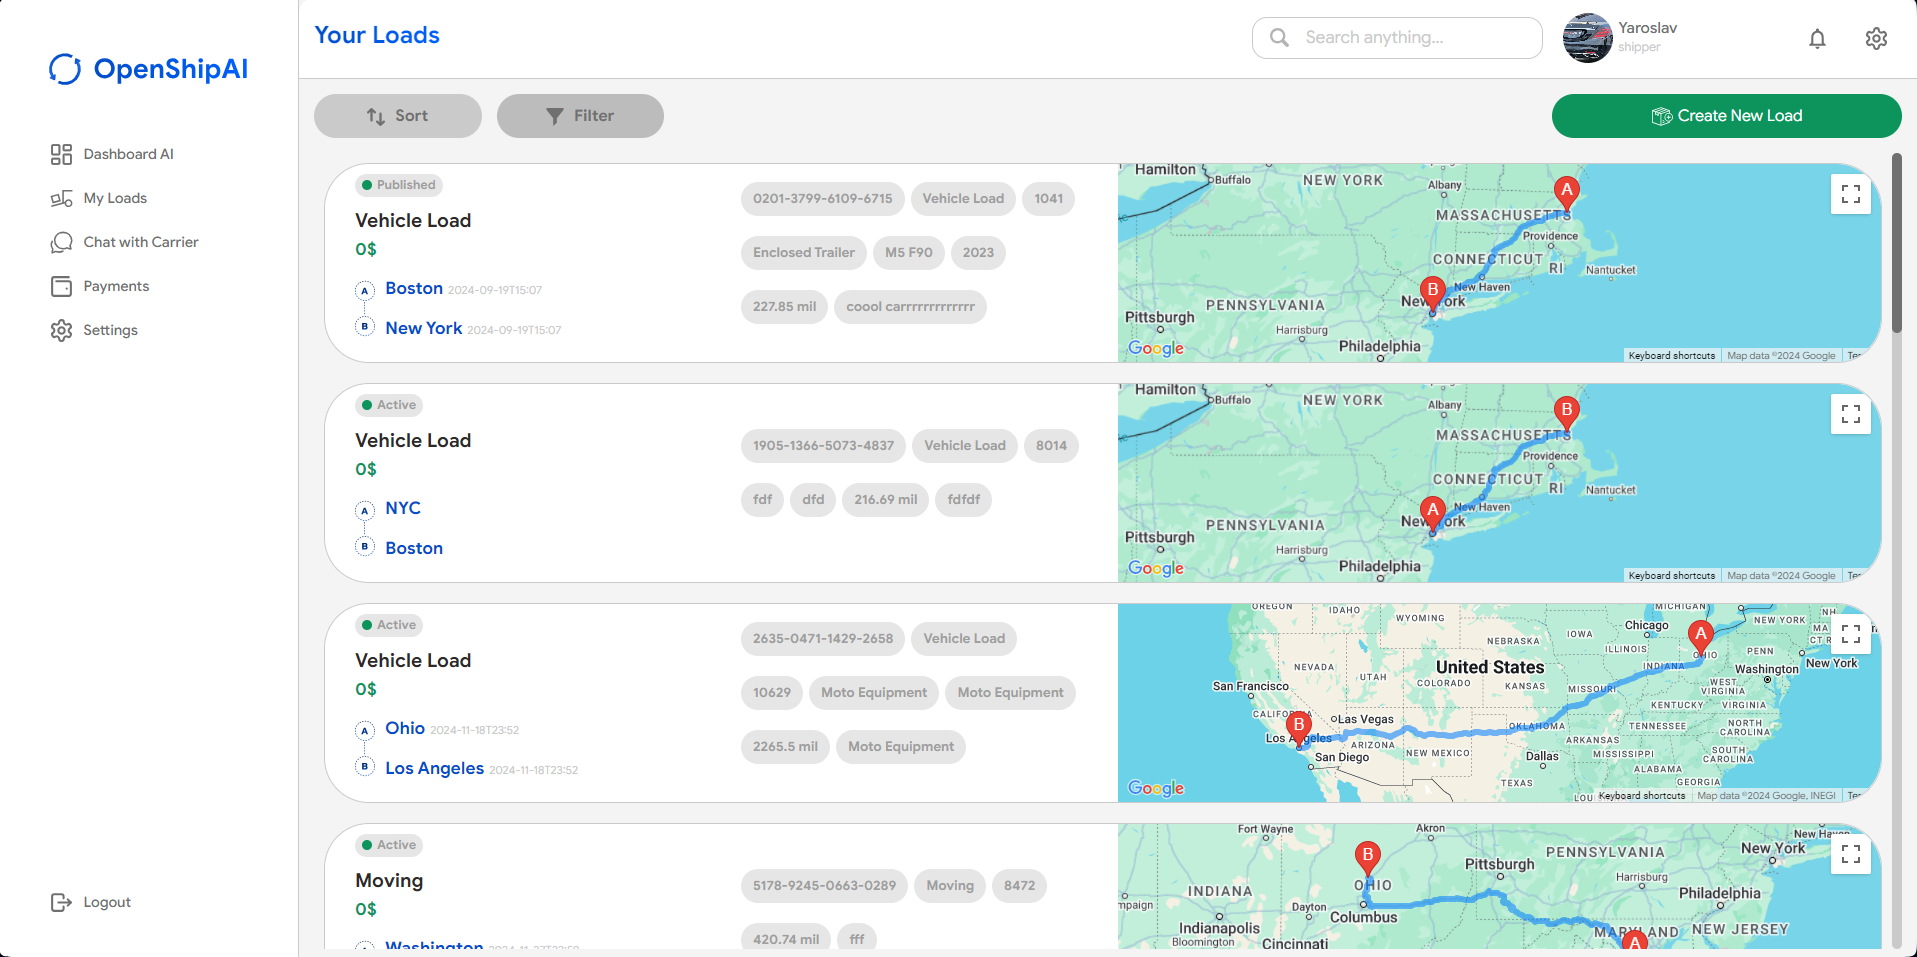 OpenShipAI
Dashboard AI
My Loads
Chat with Carrier
Payments
Settings
Logout
Your Loads
Search anything...
Yaroslav
shipper
Sort
Filter
Create New Load
Published
Vehicle Load
0$
A Boston 2024-09-19T15:07
B New York 2024-09-19T15:07
0201-3799-6109-6715 Vehicle Load 1041
Enclosed Trailer M5 F90 2023
227.85 mil coool carrrrrrrrrrrrr
Hamilton
Buffalo
NEW YORK
Albany
A
MASSACHUSETTS
Providence
CONNECTICUT
RI
Nantucket
B
New Haven
New York
PENNSYLVANIA
Pittsburgh
Harrisburg
Philadelphia
Google
Keyboard shortcuts Map data ©2024 Google Te
Active
Vehicle Load
0$
A NYC
B Boston
1905-1366-5073-4837 Vehicle Load 8014
fdf dfd 216.69 mil fdfdf
Hamilton
Buffalo
NEW YORK
Albany
B
MASSACHUSETTS
Providence
CONNECTICUT
RI
Nantucket
A
New Haven
New York
PENNSYLVANIA
Pittsburgh
Harrisburg
Philadelphia
Google
Keyboard shortcuts Map data ©2024 Google Te
Active
Vehicle Load
0$
A Ohio 2024-11-18T23:52
B Los Angeles 2024-11-18T23:52
2635-0471-1429-2658 Vehicle Load
10629 Moto Equipment Moto Equipment
2265.5 mil Moto Equipment
OREGON
IDAHO
WYOMING
MICHIGAN
NH
NEW YORK
MA
CT R
Chicago
IOWA
NEBRASKA
ILLINOIS
A
OHIO
PENN
INDIANA
Washington
New York
NEVADA
United States
UTAH
COLORADO
KANSAS
MISSOURI
WEST VIRGINIA
KENTUCKY
VIRGINIA
San Francisco
CALIFORNIA
B
Las Vegas
Los Angeles
ARIZONA
NEW MEXICO
OKLAHOMA
TENNESSEE
NORTH CAROLINA
ARKANSAS
MISSISSIPPI
SOUTH CAROLINA
San Diego
Dallas
ALABAMA
TEXAS
GEORGIA
LOU
Google
Keyboard shortcuts Map data ©2024 Google, INEGI Te
Active
Moving
0$
Washington
5178-9245-0663-0289 Moving 8472
420.74 mil fff
Fort Wayne
Akron
New Hav
New York
B
Pittsburgh
PENNSYLVANIA
OHIO
Harrisburg
INDIANA
Philadelphia
mpaign
Dayton
Columbus
Indianapolis
Bloomington
Cincinnati
MARYLAND
NEW JERSEY
A